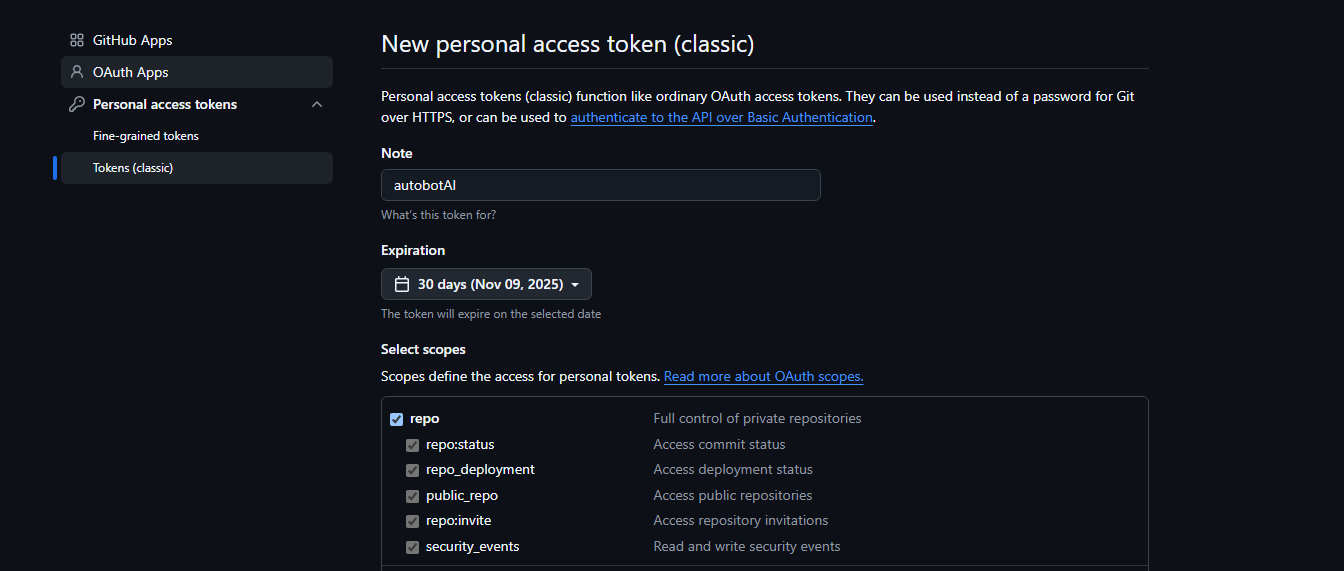 GitHub Apps
OAuth Apps
Personal access tokens
Fine-grained tokens
Tokens (classic)
New personal access token (classic)
Personal access tokens (classic) function like ordinary OAuth access tokens. They can be used instead of a password for Git
over HTTPS, or can be used to authenticate to the API over Basic Authentication.
Note
autobotAI
What's this token for?
Expiration
30 days (Nov 09, 2025)
The token will expire on the selected date
Select scopes
Scopes define the access for personal tokens. Read more about OAuth scopes.
repo Full control of private repositories
repo:status Access commit status
repo_deployment Access deployment status
public_repo Access public repositories
repo:invite Access repository invitations
security_events Read and write security events